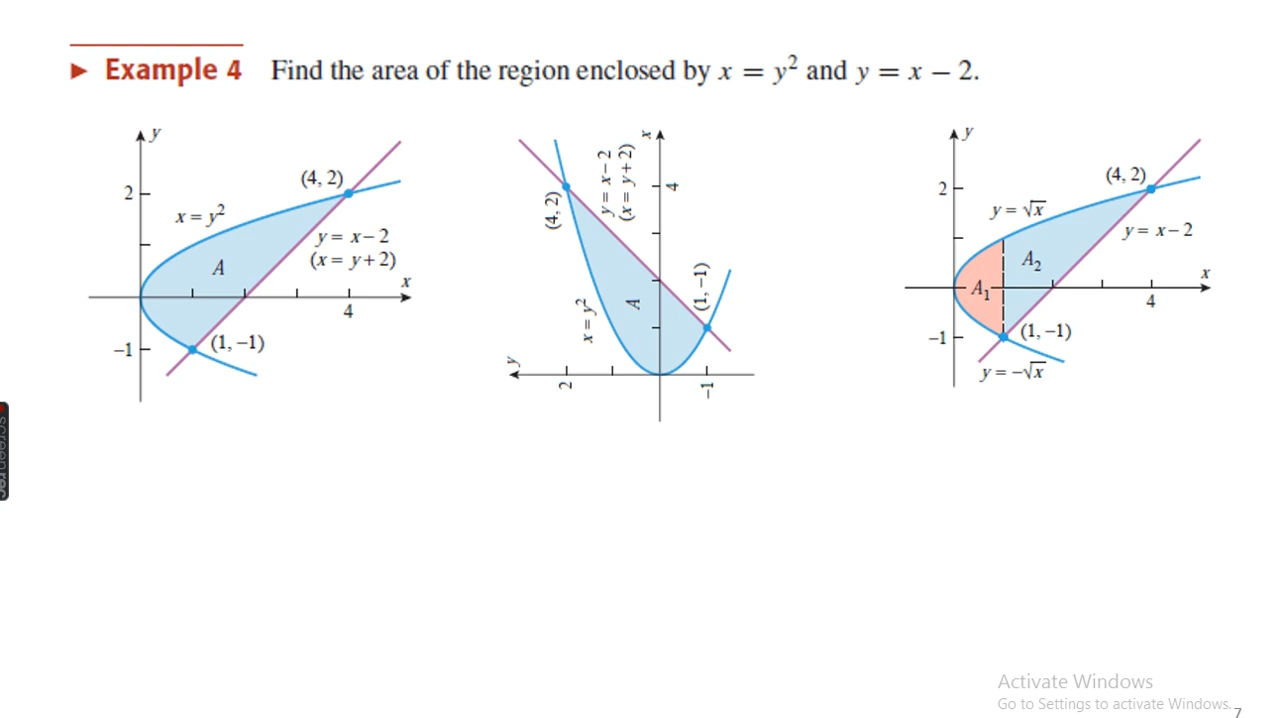 ► Example 4 Find the area of the region enclosed by x = y² and y = x − 2.
y
(4, 2)
2
x = y²
y = x − 2
(x = y + 2)
A
x
4
−1
(1, −1)
x
y = x − 2
(x = y + 2)
4
(4, 2)
(1, −1)
x = y²
A
y
2
−1
y
(4, 2)
2
y = √x
y = x − 2
A₂
x
A₁
4
−1
(1, −1)
y = −√x
Activate Windows
Go to Settings to activate Windows.
7